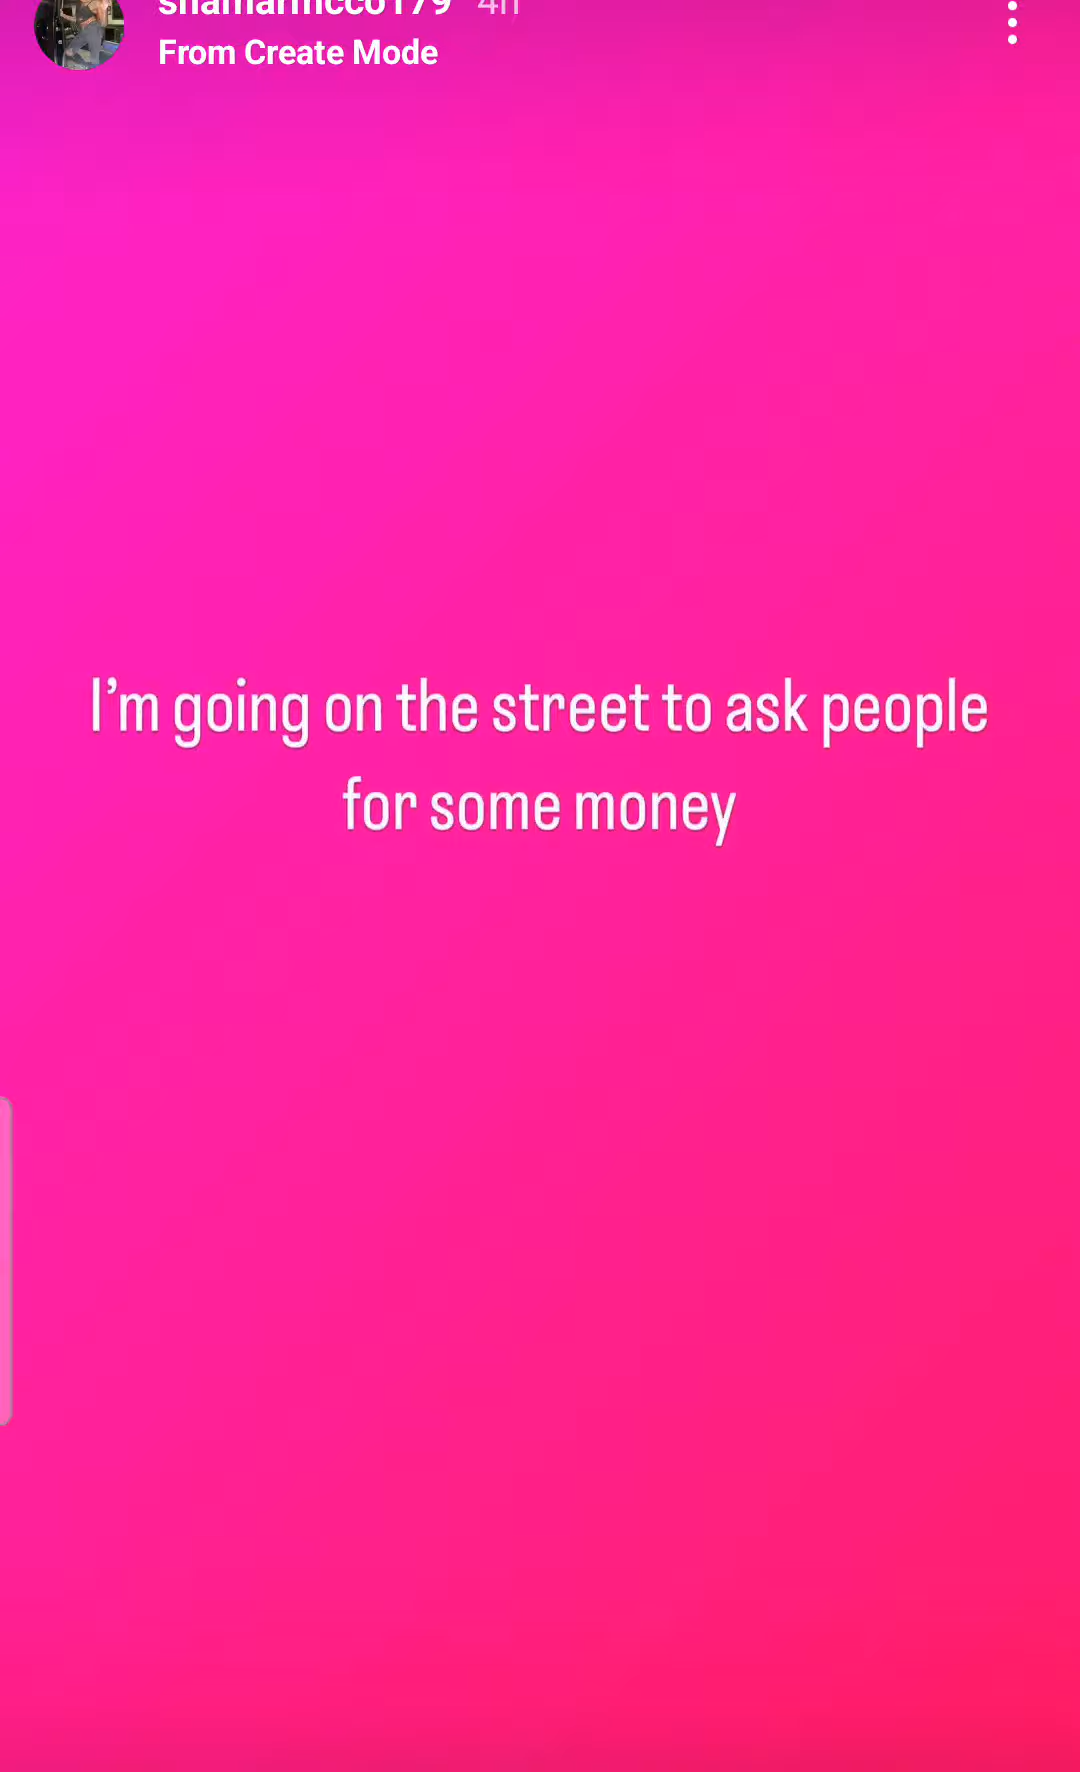 From Create Mode
I'm going on the street to ask people
for some money